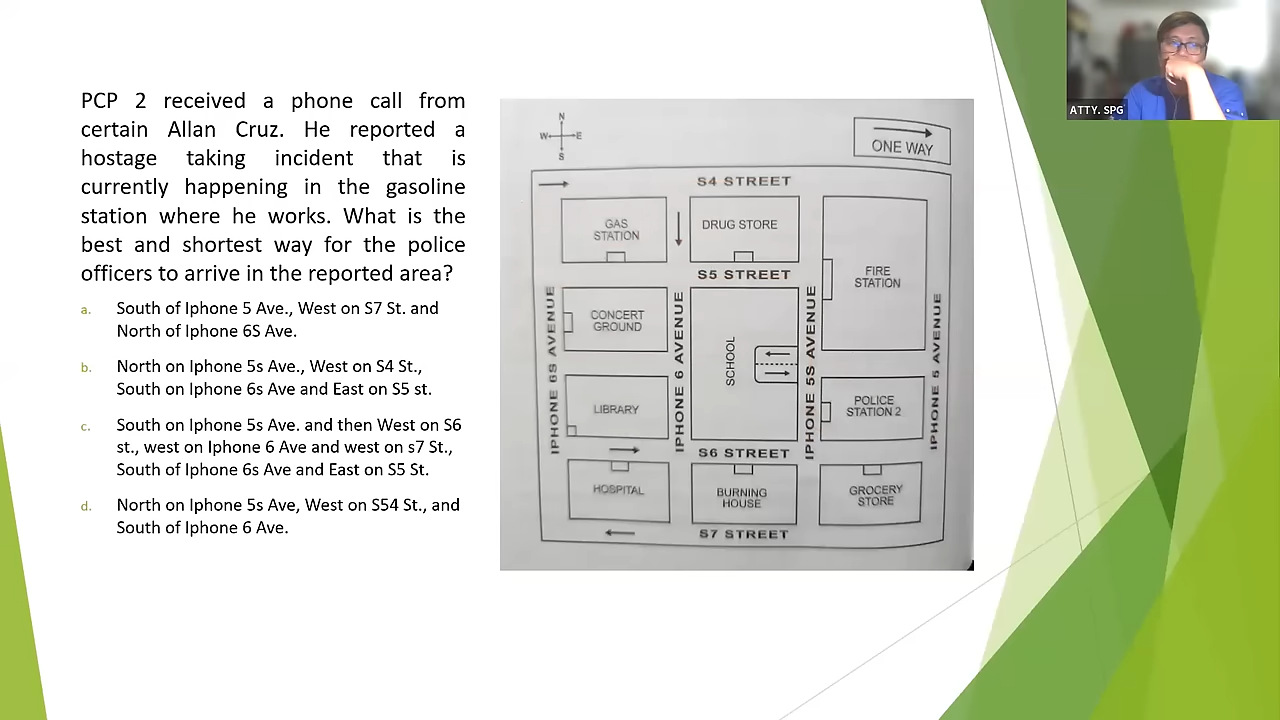 PCP 2 received a phone call from
certain Allan Cruz. He reported a
hostage taking incident that is
currently happening in the gasoline
station where he works. What is the
best and shortest way for the police
officers to arrive in the reported area?
a. South of Iphone 5 Ave., West on S7 St. and
North of Iphone 6S Ave.
b. North on Iphone 5s Ave., West on S4 St.,
South on Iphone 6s Ave and East on S5 st.
c. South on Iphone 5s Ave. and then West on S6
st., west on Iphone 6 Ave and west on s7 St.,
South of Iphone 6s Ave and East on S5 St.
d. North on Iphone 5s Ave, West on S54 St., and
South of Iphone 6 Ave.
N
W E
S
ONE WAY
S4 STREET
GAS
STATION
DRUG STORE
S5 STREET
FIRE
STATION
IPHONE 6S AVENUE
CONCERT
GROUND
IPHONE 6 AVENUE
SCHOOL
IPHONE 5S AVENUE
IPHONE 5 AVENUE
LIBRARY
POLICE
STATION 2
S6 STREET
HOSPITAL
BURNING
HOUSE
GROCERY
STORE
S7 STREET
ATTY. SPG